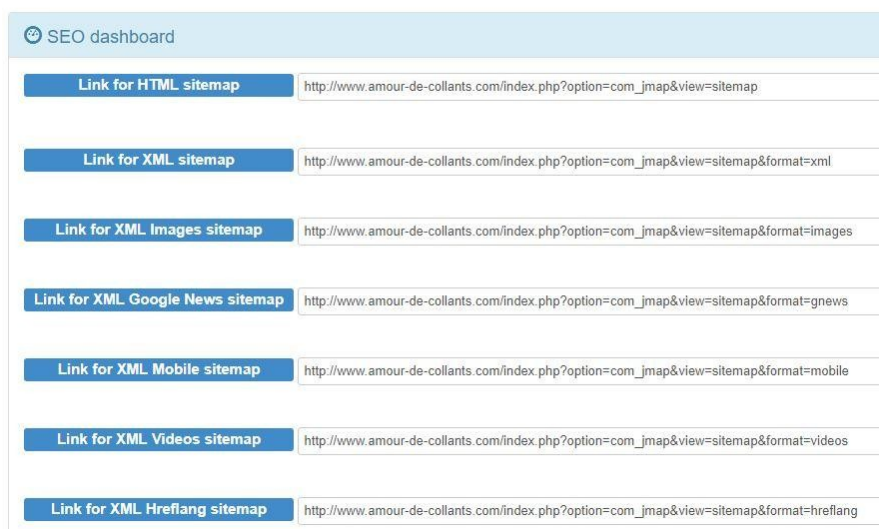 SEO dashboard
Link for HTML sitemap http://www.amour-de-collants.com/index.php?option=com_jmap&view=sitemap
Link for XML sitemap http://www.amour-de-collants.com/index.php?option=com_jmap&view=sitemap&format=xml
Link for XML Images sitemap http://www.amour-de-collants.com/index.php?option=com_jmap&view=sitemap&format=images
Link for XML Google News sitemap http://www.amour-de-collants.com/index.php?option=com_jmap&view=sitemap&format=gnews
Link for XML Mobile sitemap http://www.amour-de-collants.com/index.php?option=com_jmap&view=sitemap&format=mobile
Link for XML Videos sitemap http://www.amour-de-collants.com/index.php?option=com_jmap&view=sitemap&format=videos
Link for XML Hreflang sitemap http://www.amour-de-collants.com/index.php?option=com_jmap&view=sitemap&format=hreflang